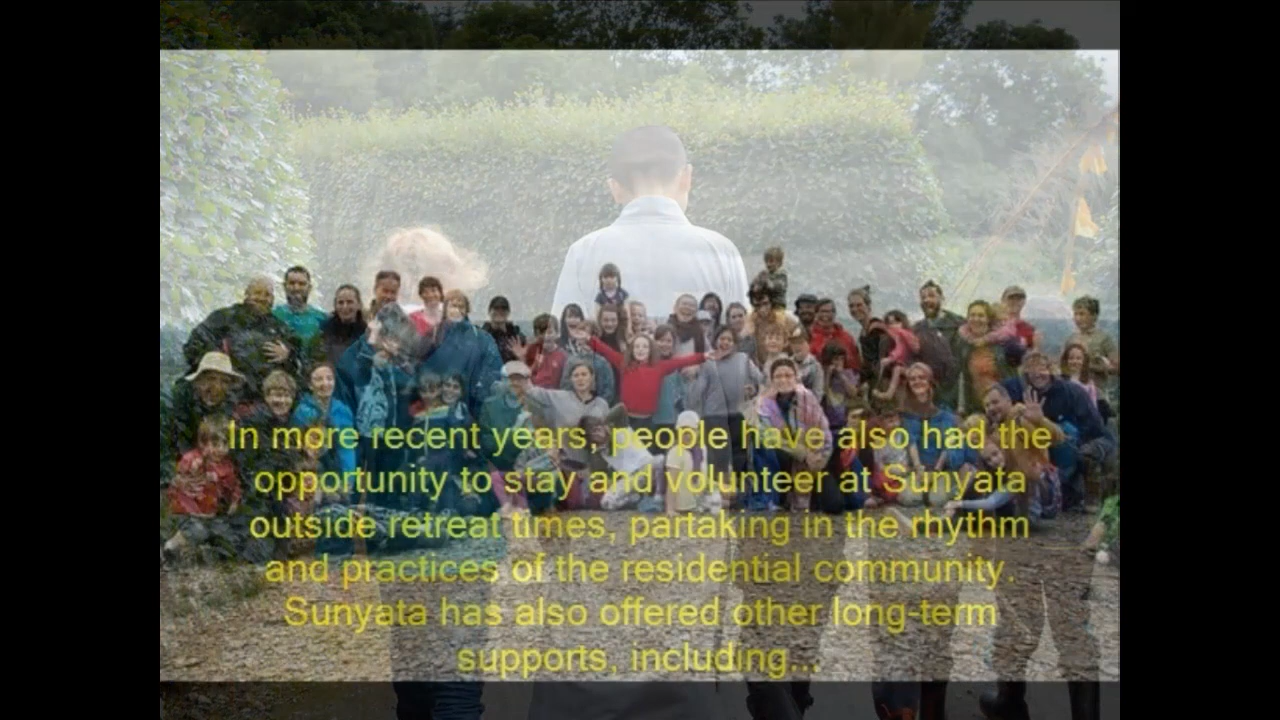 In more recent years, people have also had the
opportunity to stay and volunteer at Sunyata
outside retreat times, partaking in the rhythm
and practices of the residential community.
Sunyata has also offered other long-term
supports, including...